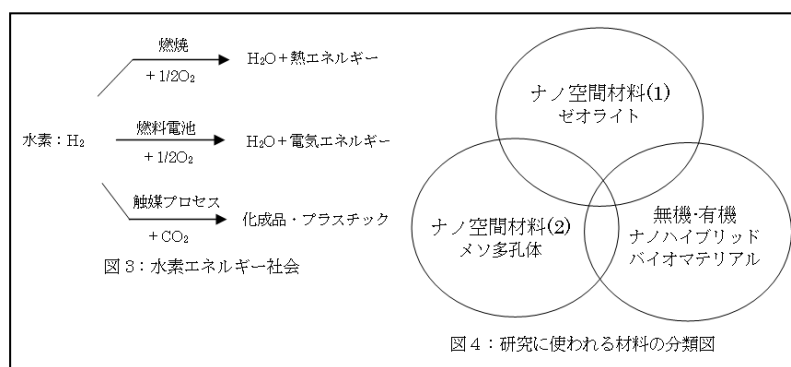 燃焼
+1/2O₂
H₂O+熱エネルギー
水素：H₂
燃料電池
+1/2O₂
H₂O+電気エネルギー
触媒プロセス
+CO₂
化成品・プラスチック
図3：水素エネルギー社会
ナノ空間材料(1)
ゼオライト
ナノ空間材料(2)
メソ多孔体
無機・有機
ナノハイブリッド
バイオマテリアル
図4：研究に使われる材料の分類図